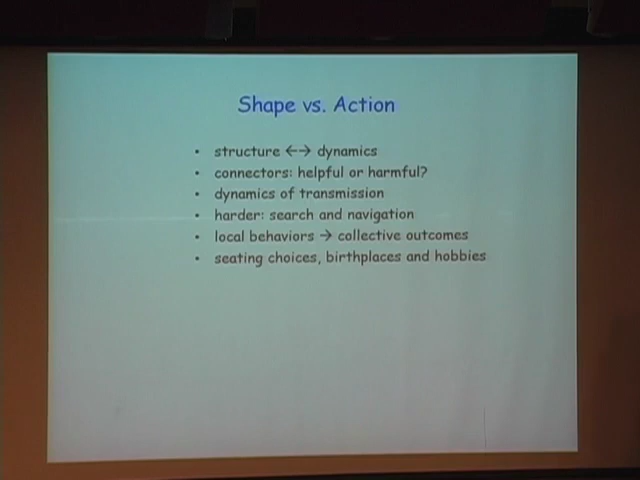 Shape vs. Action
• structure ←→ dynamics
• connectors: helpful or harmful?
• dynamics of transmission
• harder: search and navigation
• local behaviors → collective outcomes
• seating choices, birthplaces and hobbies